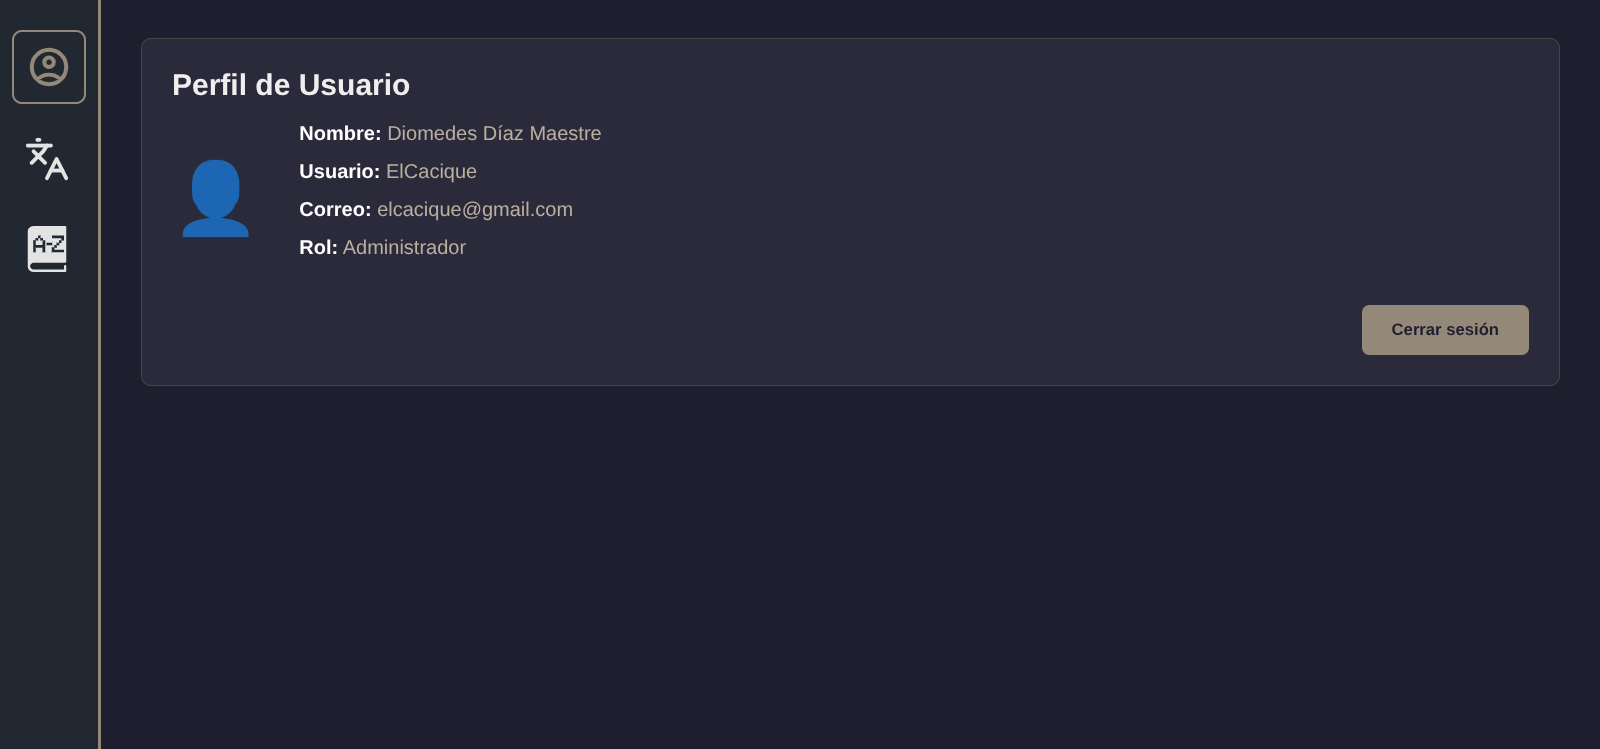 Perfil de Usuario
Nombre: Diomedes Díaz Maestre
Usuario: ElCacique
Correo: elcacique@gmail.com
Rol: Administrador
Cerrar sesión
A-Z